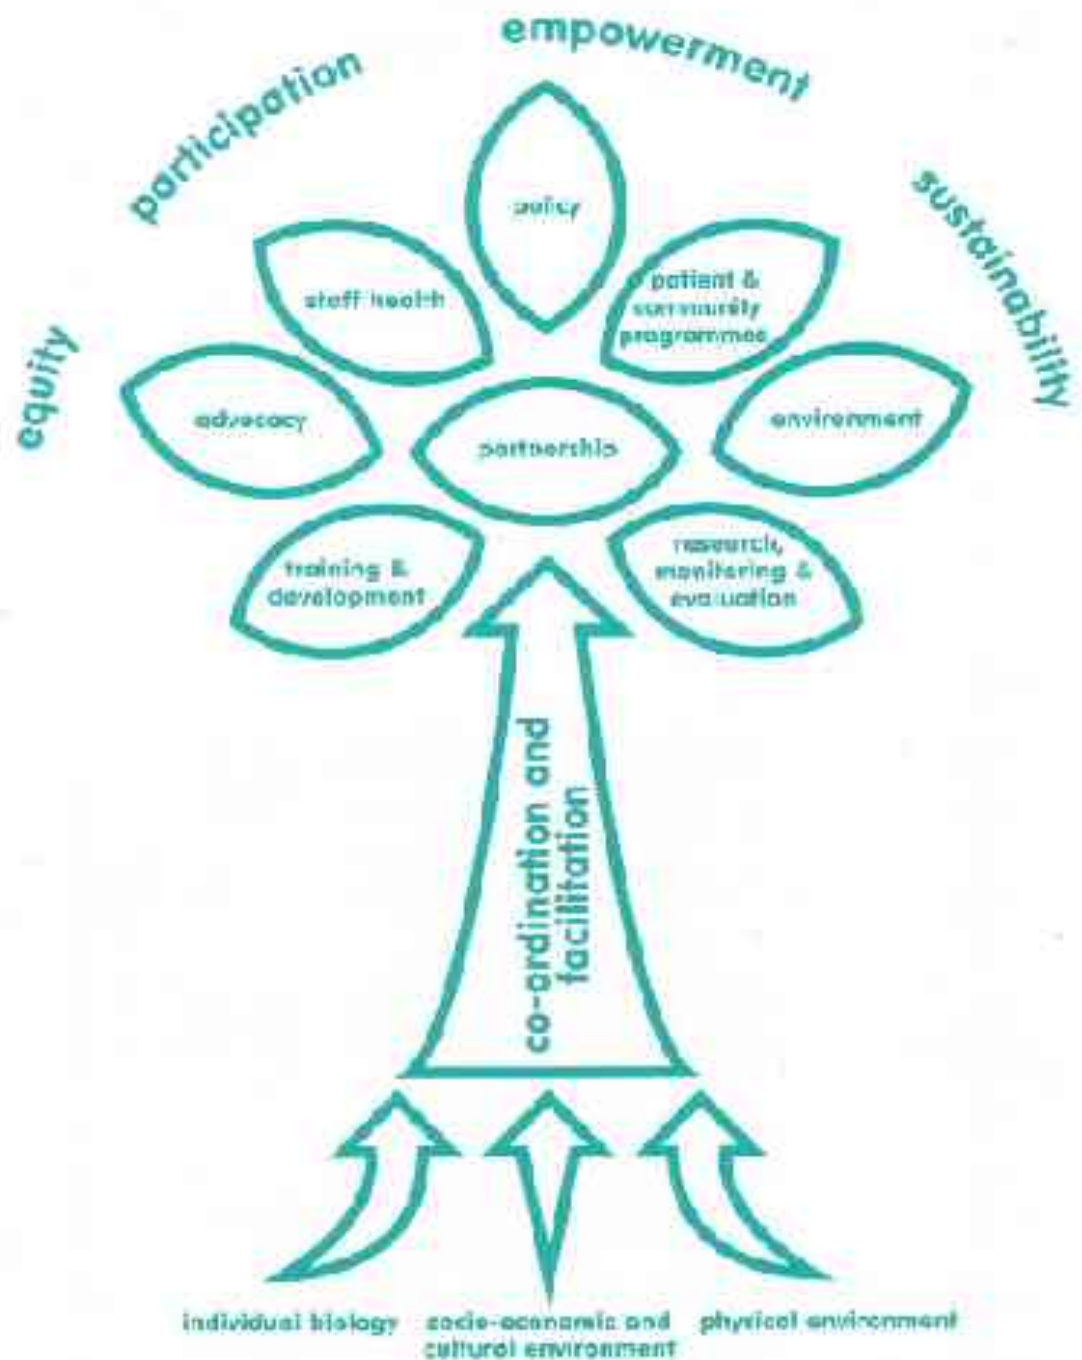 empowerment
participation
sustainability
equity
policy
staff health
patient &
community
programmes
advocacy
partnership
environment
training &
development
research,
monitoring &
evaluation
co-ordination and
facilitation
individual biology
socio-economic and
cultural environment
physical environment